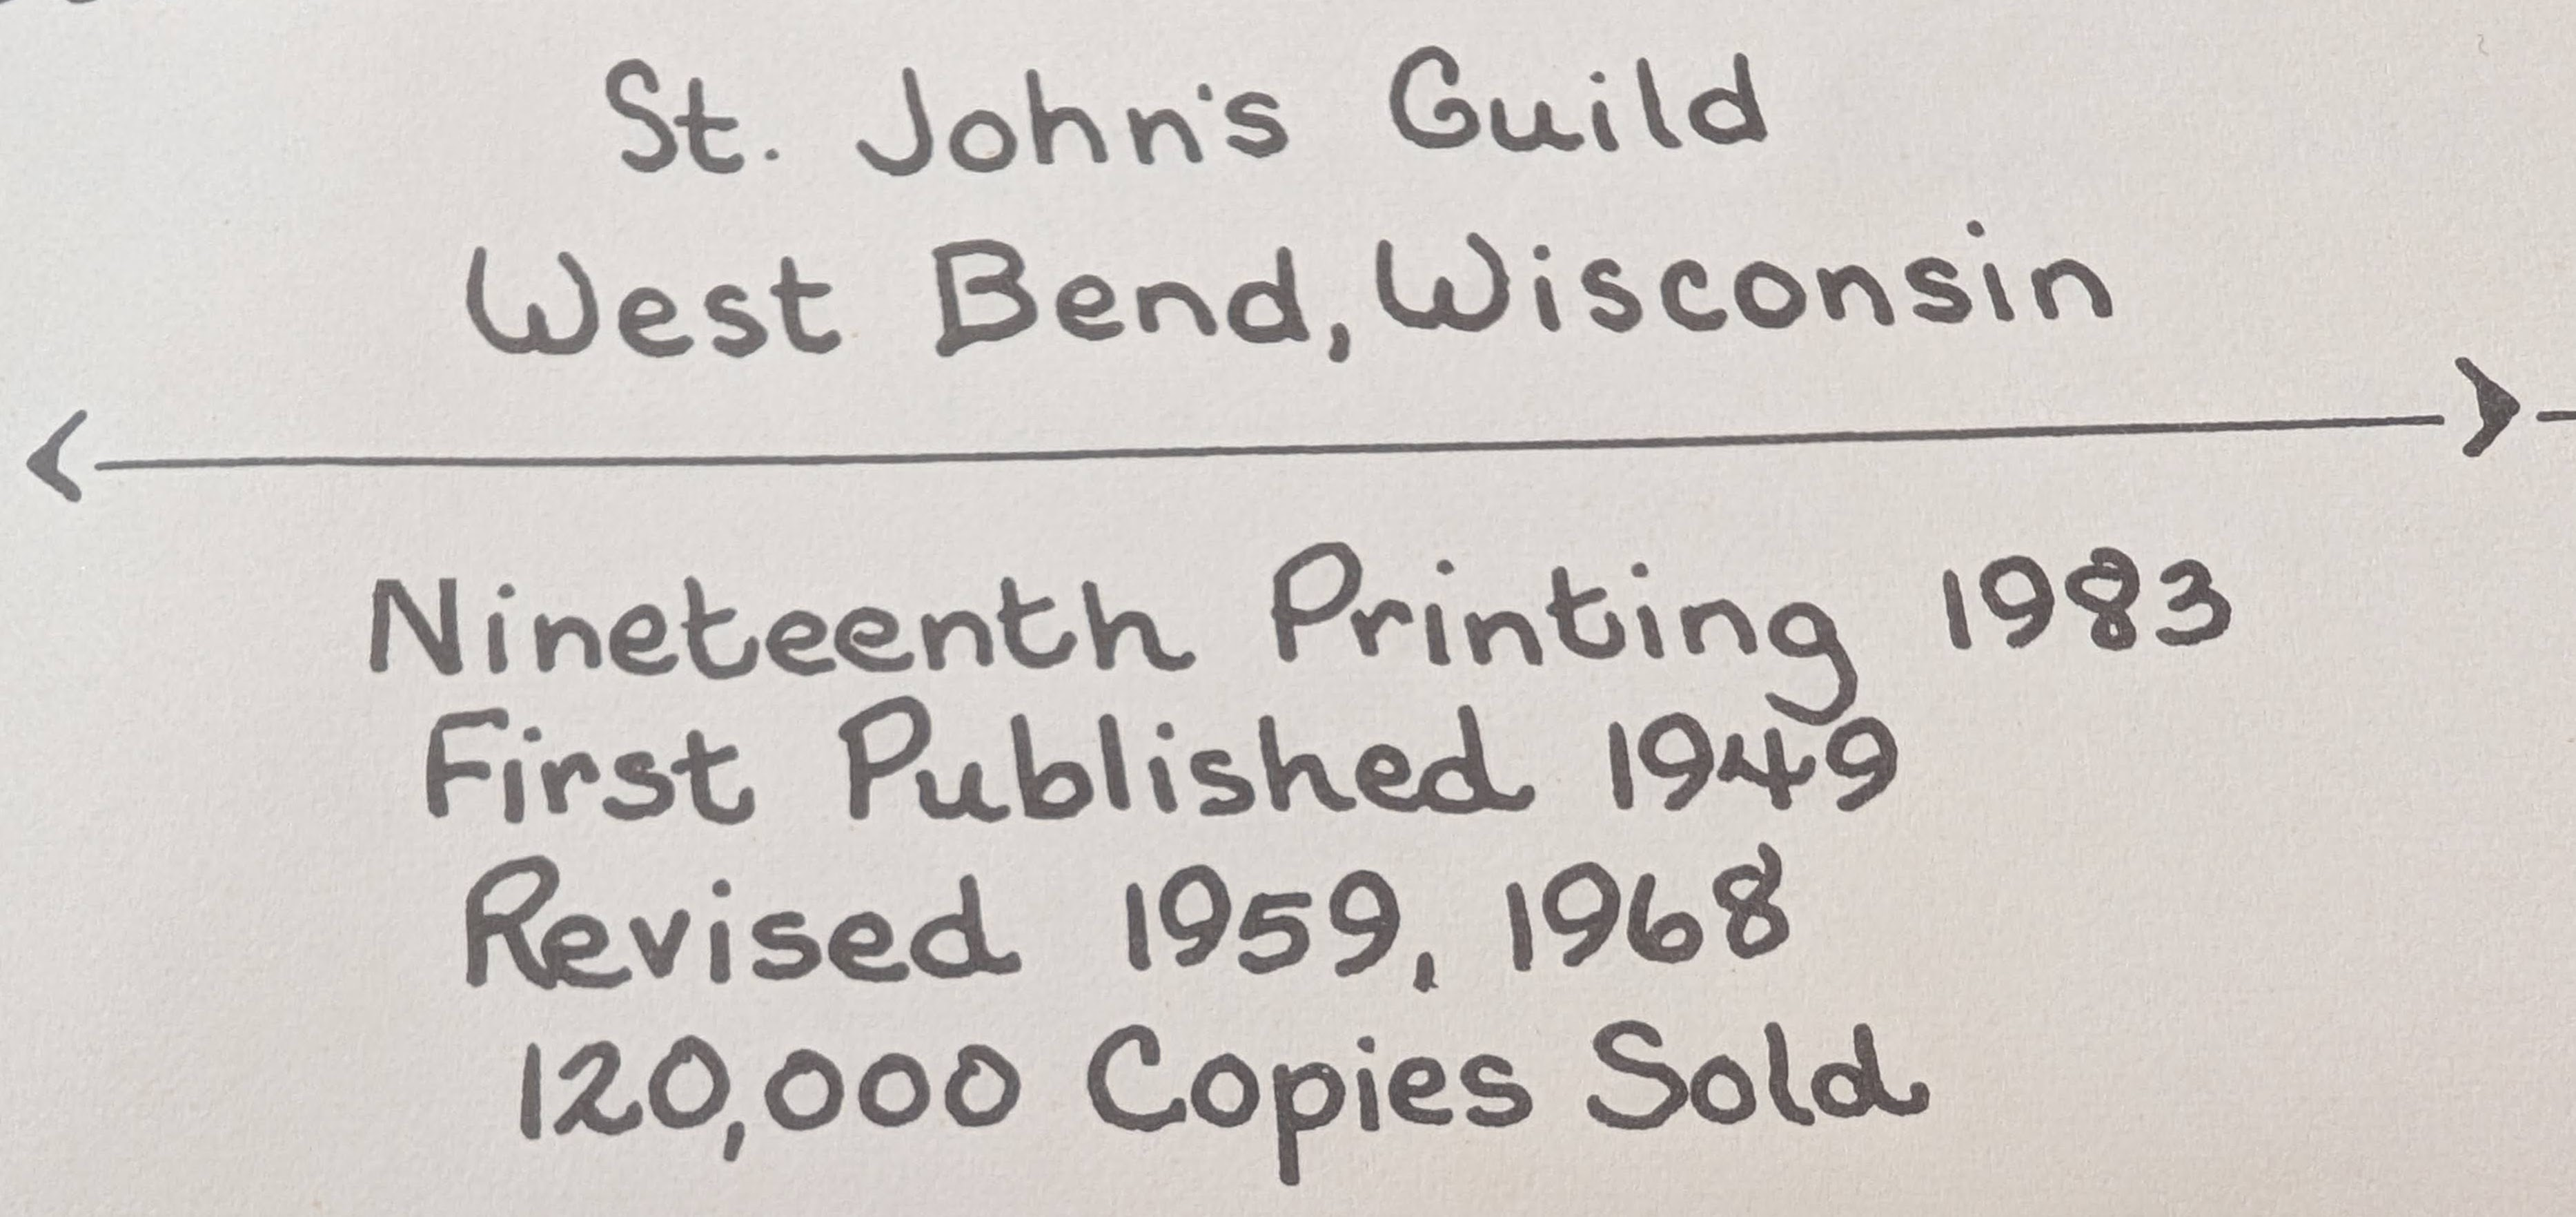 St. John's Guild
West Bend, Wisconsin
Nineteenth Printing 1983
First Published 1949
Revised 1959, 1968
120,000 Copies Sold